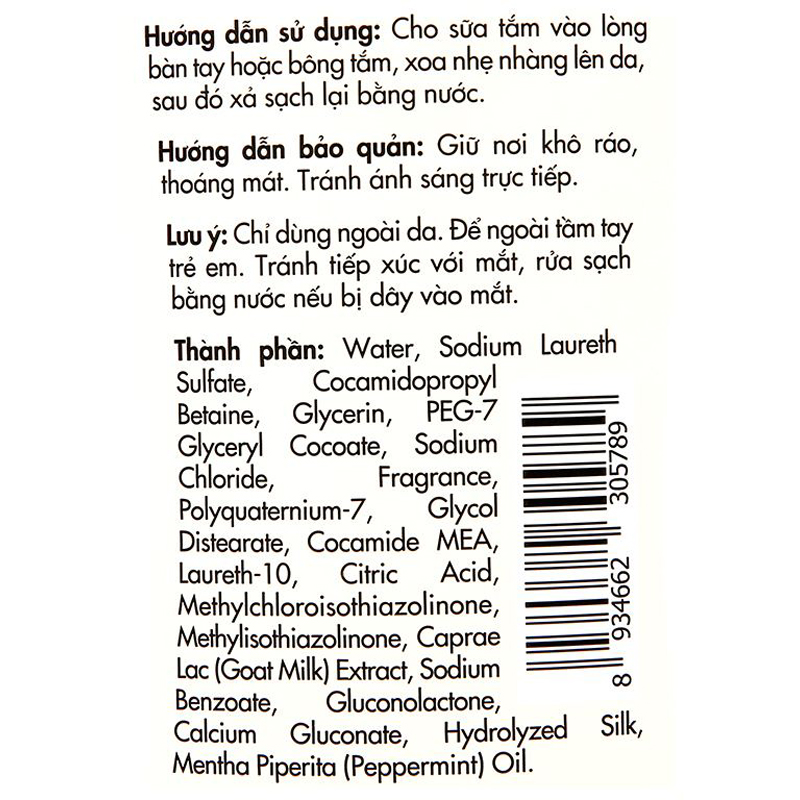 Hướng dẫn sử dụng: Cho sữa tắm vào lòng
bàn tay hoặc bông tắm, xoa nhẹ nhàng lên da,
sau đó xả sạch lại bằng nước.
Hướng dẫn bảo quản: Giữ nơi khô ráo,
thoáng mát. Tránh ánh sáng trực tiếp.
Lưu ý: Chỉ dùng ngoài da. Để ngoài tầm tay
trẻ em. Tránh tiếp xúc với mắt, rửa sạch
bằng nước nếu bị dây vào mắt.
Thành phần: Water, Sodium Laureth
Sulfate, Cocamidopropyl
Betaine, Glycerin, PEG-7
Glyceryl Cocoate, Sodium
Chloride, Fragrance,
Polyquaternium-7, Glycol
Distearate, Cocamide MEA,
Laureth-10, Citric Acid,
Methylchloroisothiazolinone,
Methylisothiazolinone, Caprae
Lac (Goat Milk) Extract, Sodium
Benzoate, Gluconolactone,
Calcium Gluconate, Hydrolyzed Silk,
Mentha Piperita (Peppermint) Oil.
8 934662 305789